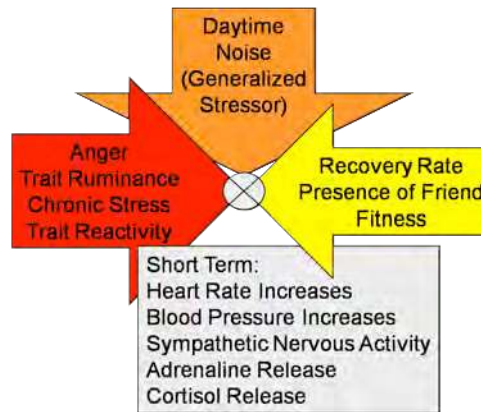 Daytime
Noise
(Generalized
Stressor)
Anger
Trait Ruminance
Chronic Stress
Trait Reactivity
Recovery Rate
Presence of Friend
Fitness
Short Term:
Heart Rate Increases
Blood Pressure Increases
Sympathetic Nervous Activity
Adrenaline Release
Cortisol Release